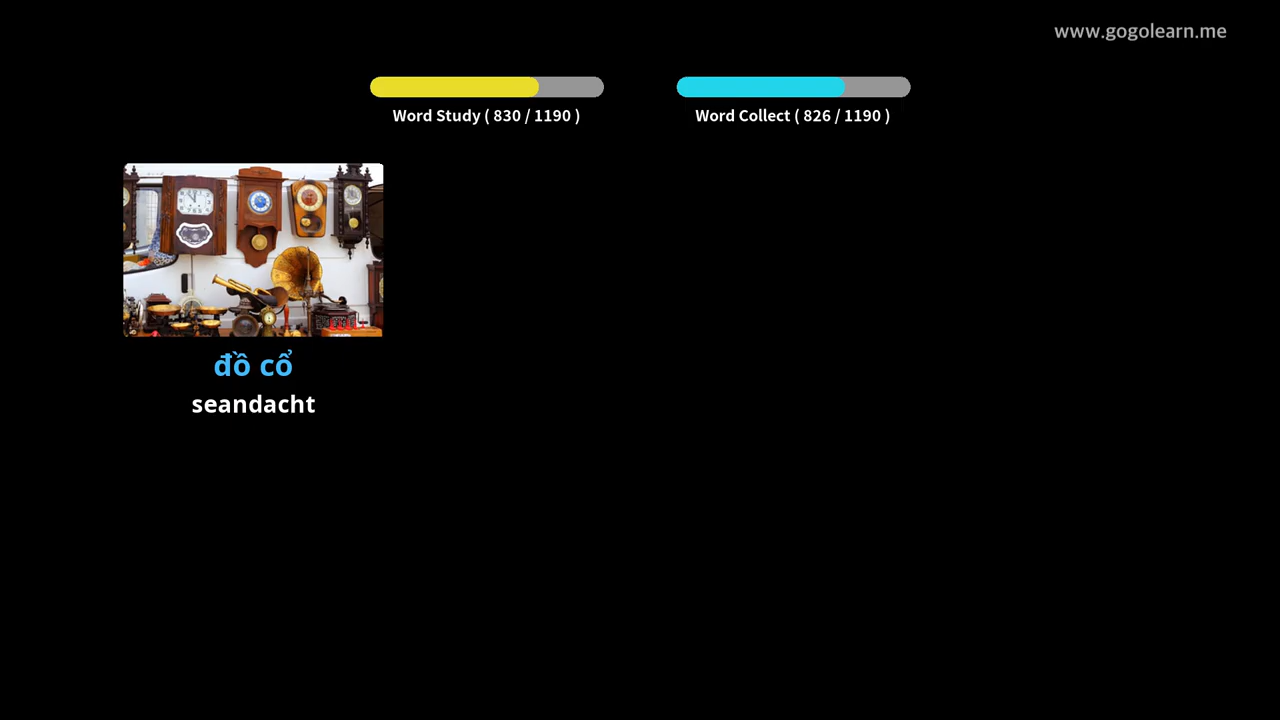 www.gogolearn.me
Word Study ( 830 / 1190 )
Word Collect ( 826 / 1190 )
đồ cổ
seandacht